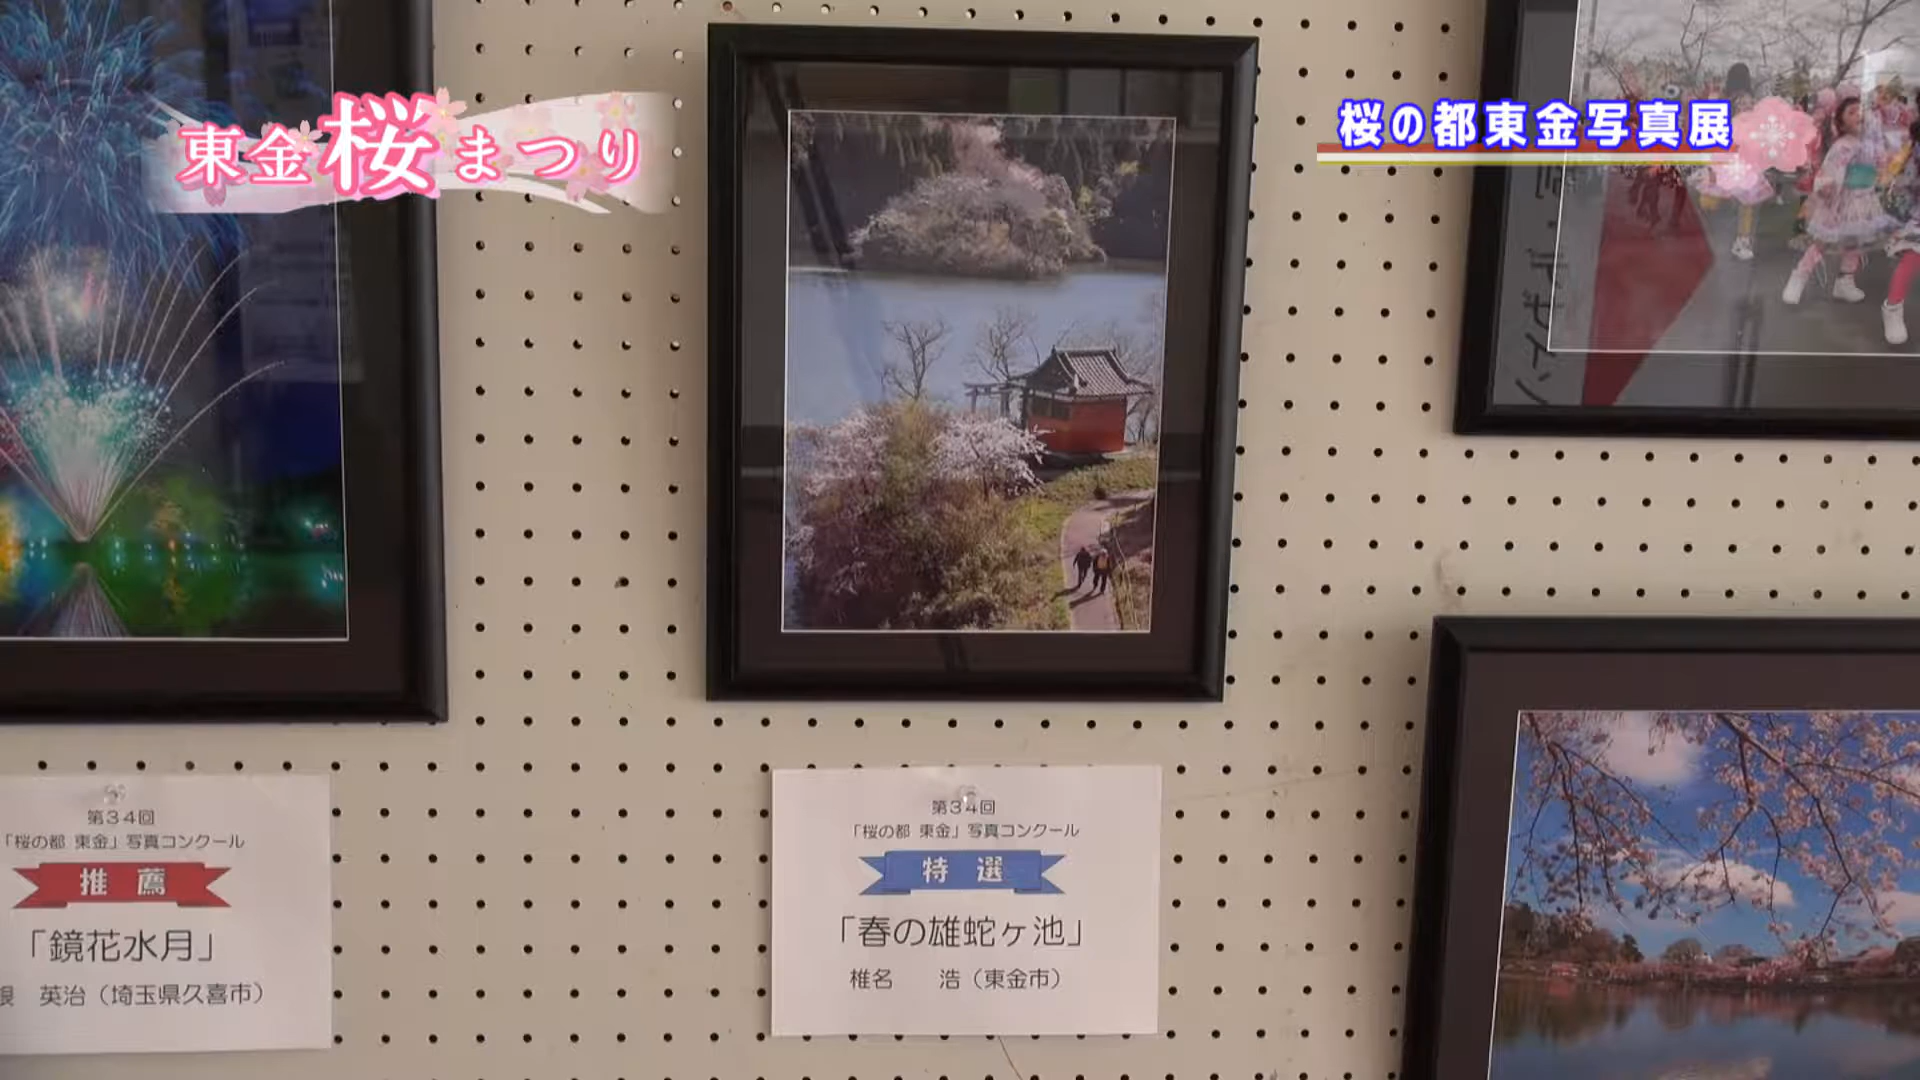 東金桜まつり
桜の都東金写真展
第34回
「桜の都 東金」写真コンクール
推薦
「鏡花水月」
英治（埼玉県久喜市）
第34回
「桜の都 東金」写真コンクール
特選
「春の雄蛇ヶ池」
椎名 浩（東金市）